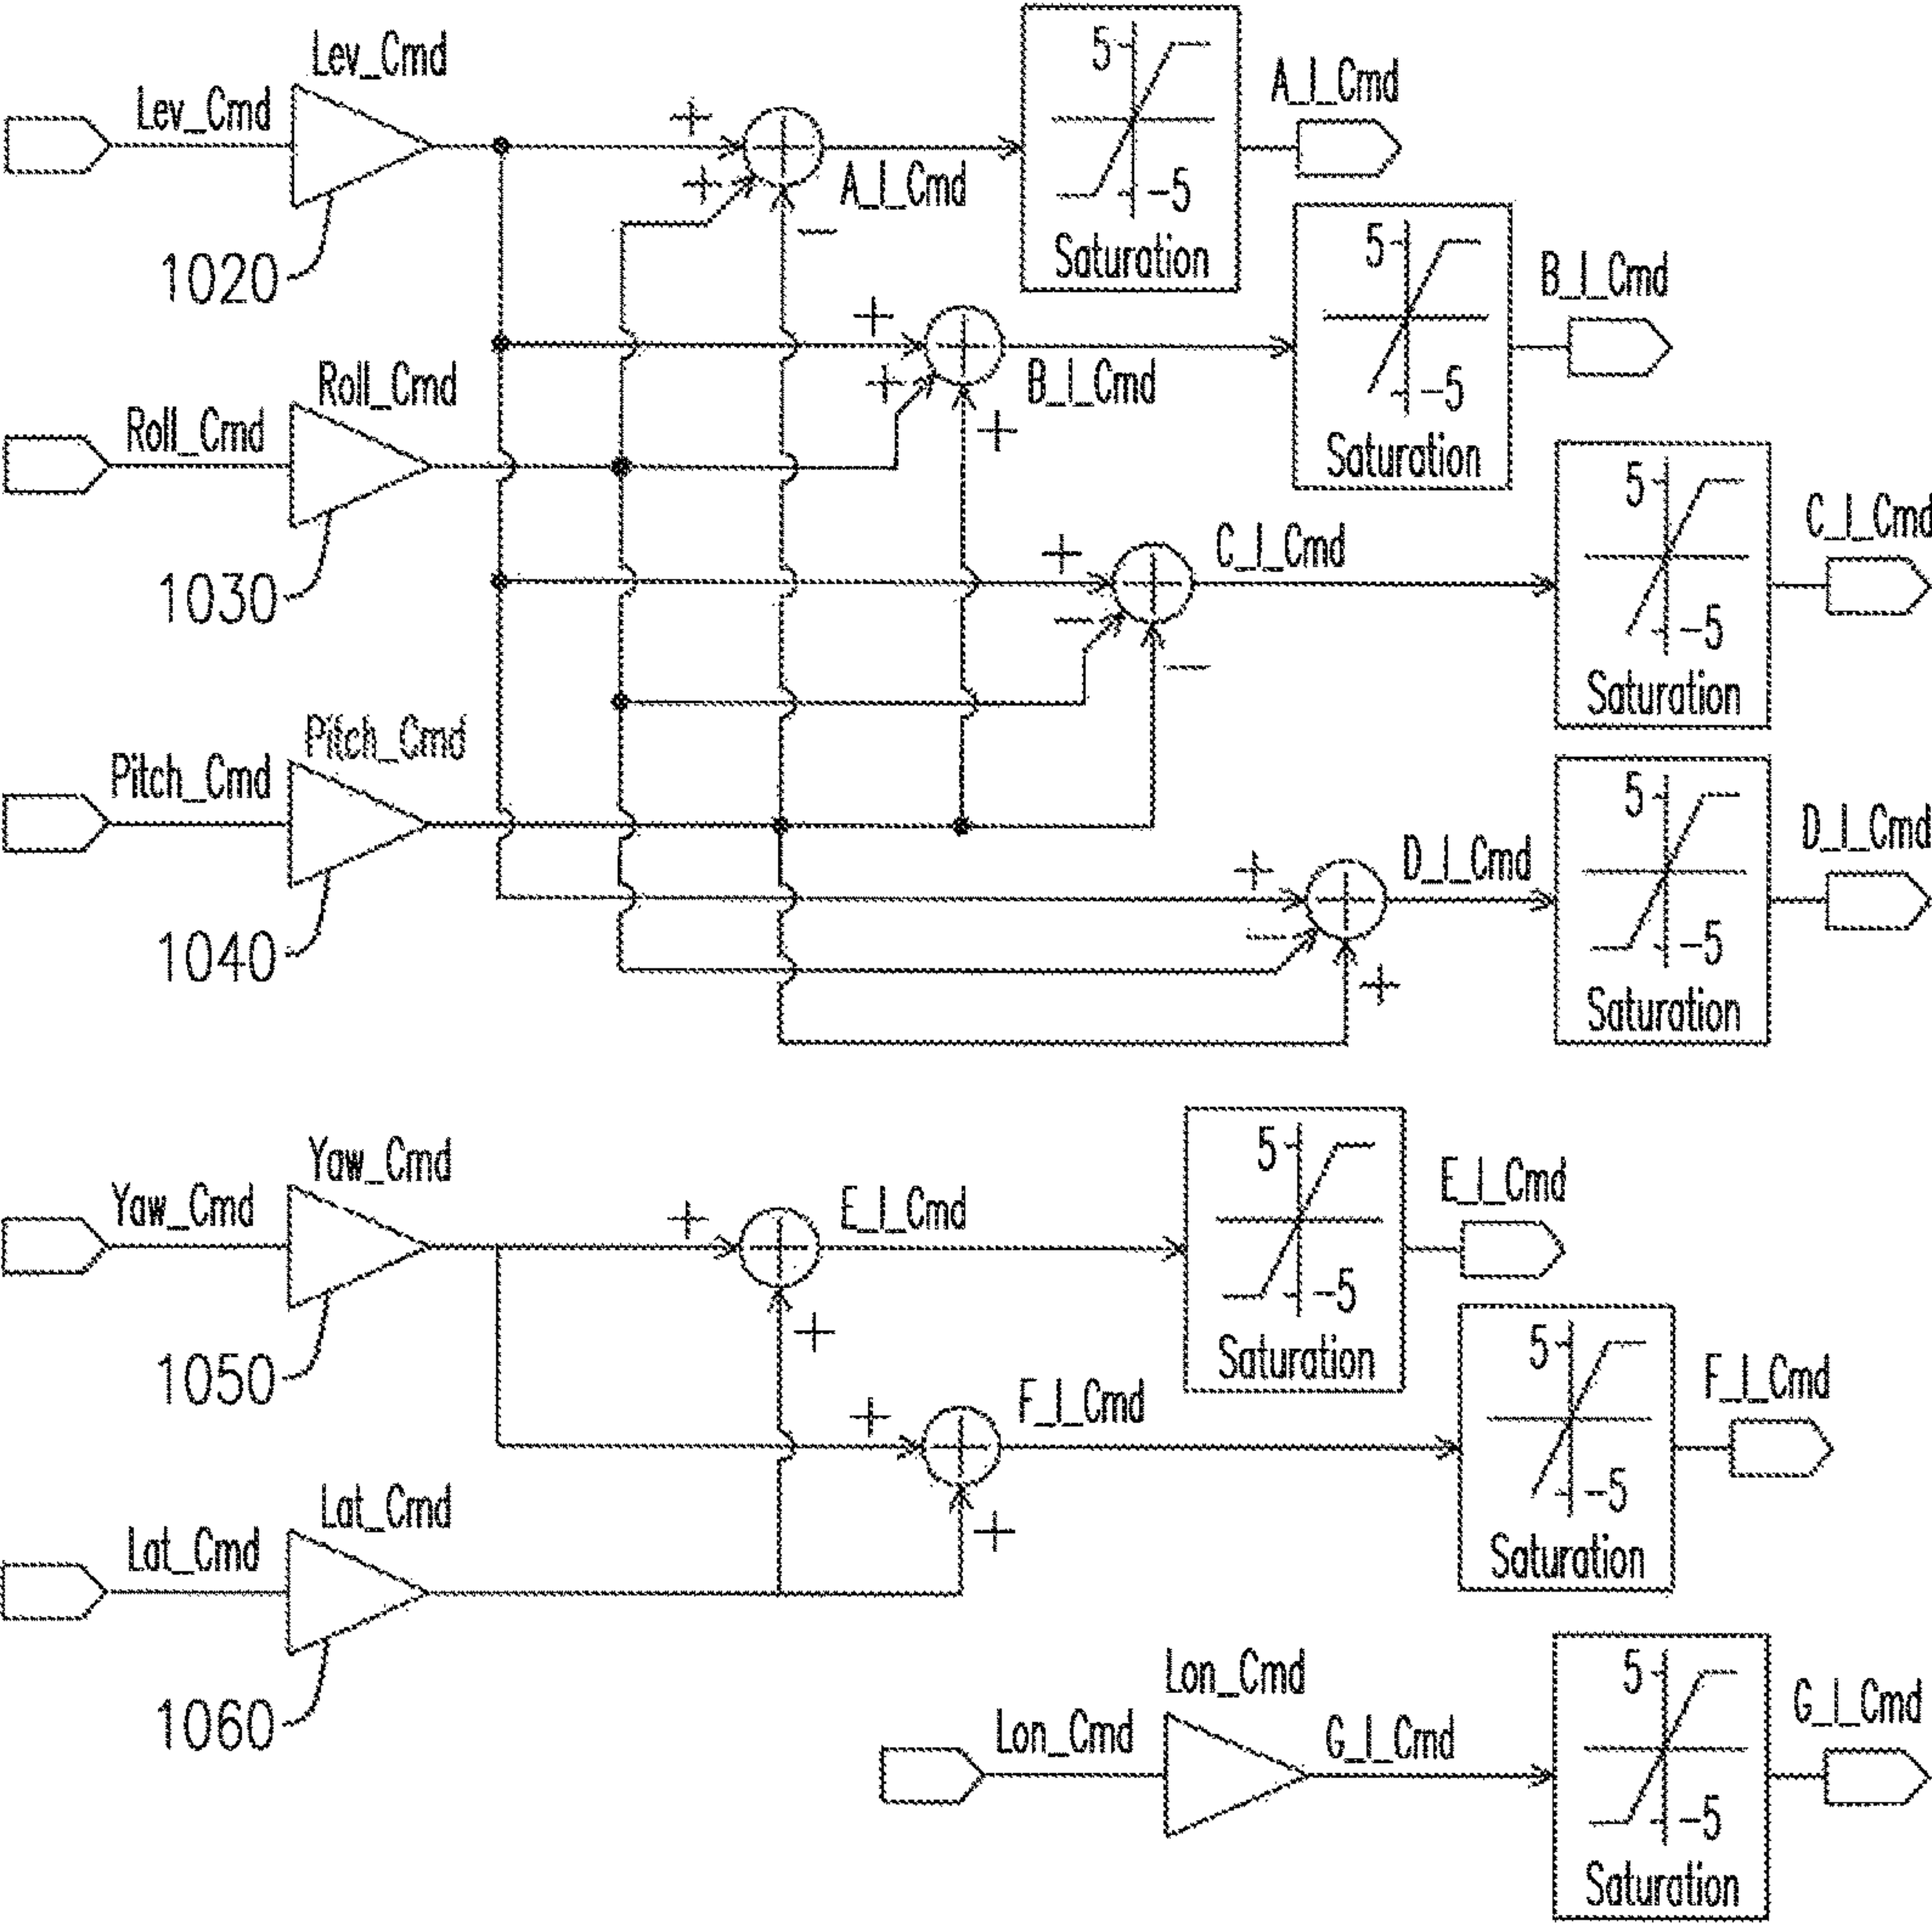 Lev_Cmd
Lev_Cmd
1020
+
+
−
A_I_Cmd
5
−5
Saturation
A_I_Cmd
Roll_Cmd
Roll_Cmd
1030
+
+
+
B_I_Cmd
5
−5
Saturation
B_I_Cmd
+
−
−
C_I_Cmd
5
−5
Saturation
C_I_Cmd
Pitch_Cmd
Pitch_Cmd
1040
+
−
+
D_I_Cmd
5
−5
Saturation
D_I_Cmd
Yaw_Cmd
Yaw_Cmd
1050
+
+
E_I_Cmd
5
−5
Saturation
E_I_Cmd
+
+
F_I_Cmd
5
−5
Saturation
F_I_Cmd
Lat_Cmd
Lat_Cmd
1060
Lon_Cmd
Lon_Cmd
G_I_Cmd
5
−5
Saturation
G_I_Cmd